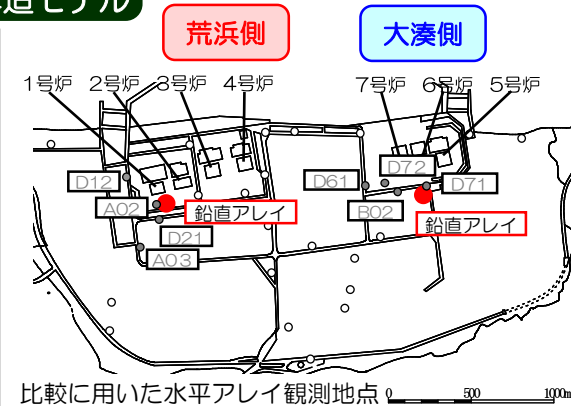 造モデル
荒浜側
大湊側
1号炉
2号炉
3号炉
4号炉
7号炉
6号炉
5号炉
D12
D72
D61
D71
A02
鉛直アレイ
B02
D21
鉛直アレイ
A03
比較に用いた水平アレイ観測地点
0 500 1000m